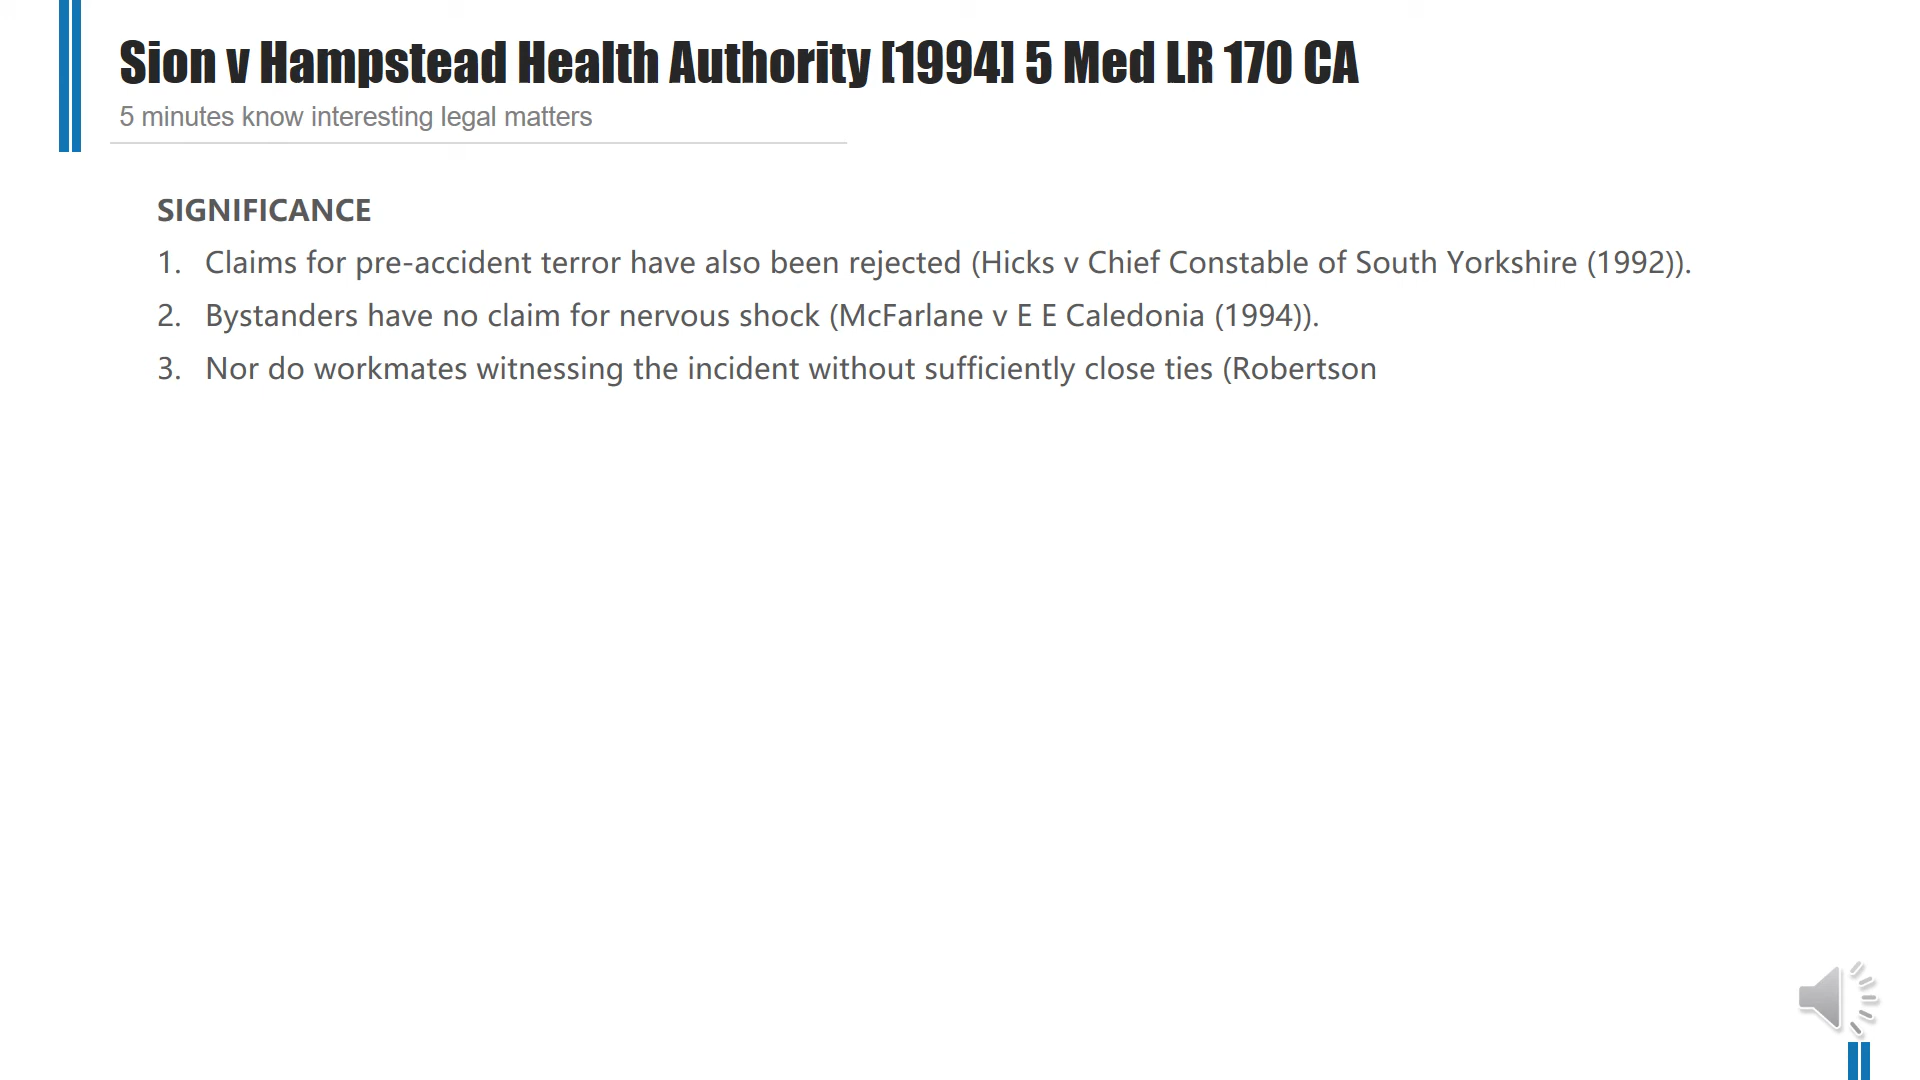 Sion v Hampstead Health Authority [1994] 5 Med LR 170 CA
5 minutes know interesting legal matters
SIGNIFICANCE
1. Claims for pre-accident terror have also been rejected (Hicks v Chief Constable of South Yorkshire (1992)).
2. Bystanders have no claim for nervous shock (McFarlane v E E Caledonia (1994)).
3. Nor do workmates witnessing the incident without sufficiently close ties (Robertson